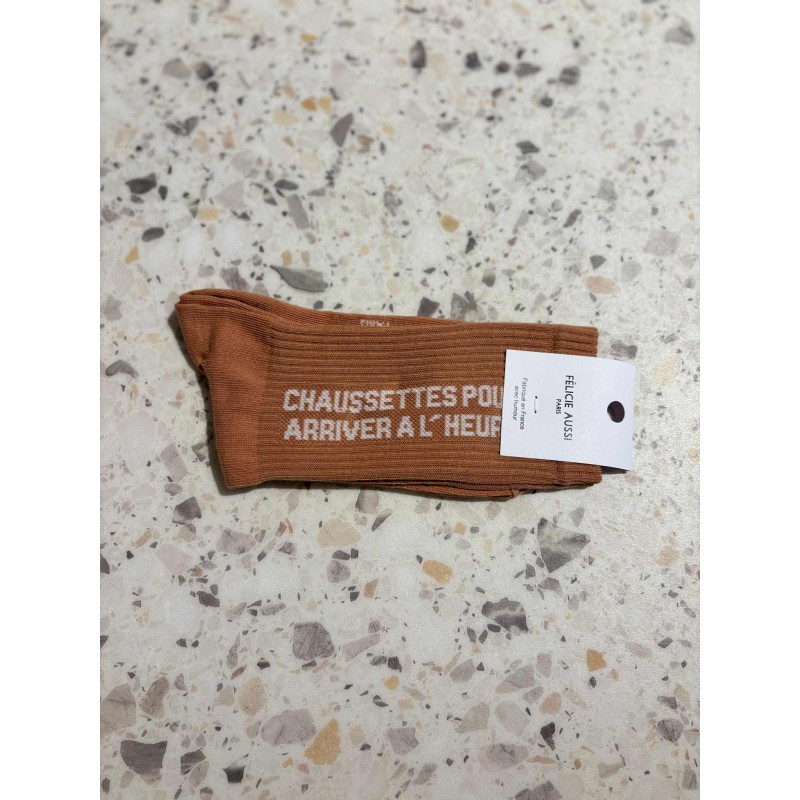 CHAUSSETTES POU
ARRIVER A L'HEUR
FÉLICIE AUSSI
PARIS
Fabriqué en France
avec humour